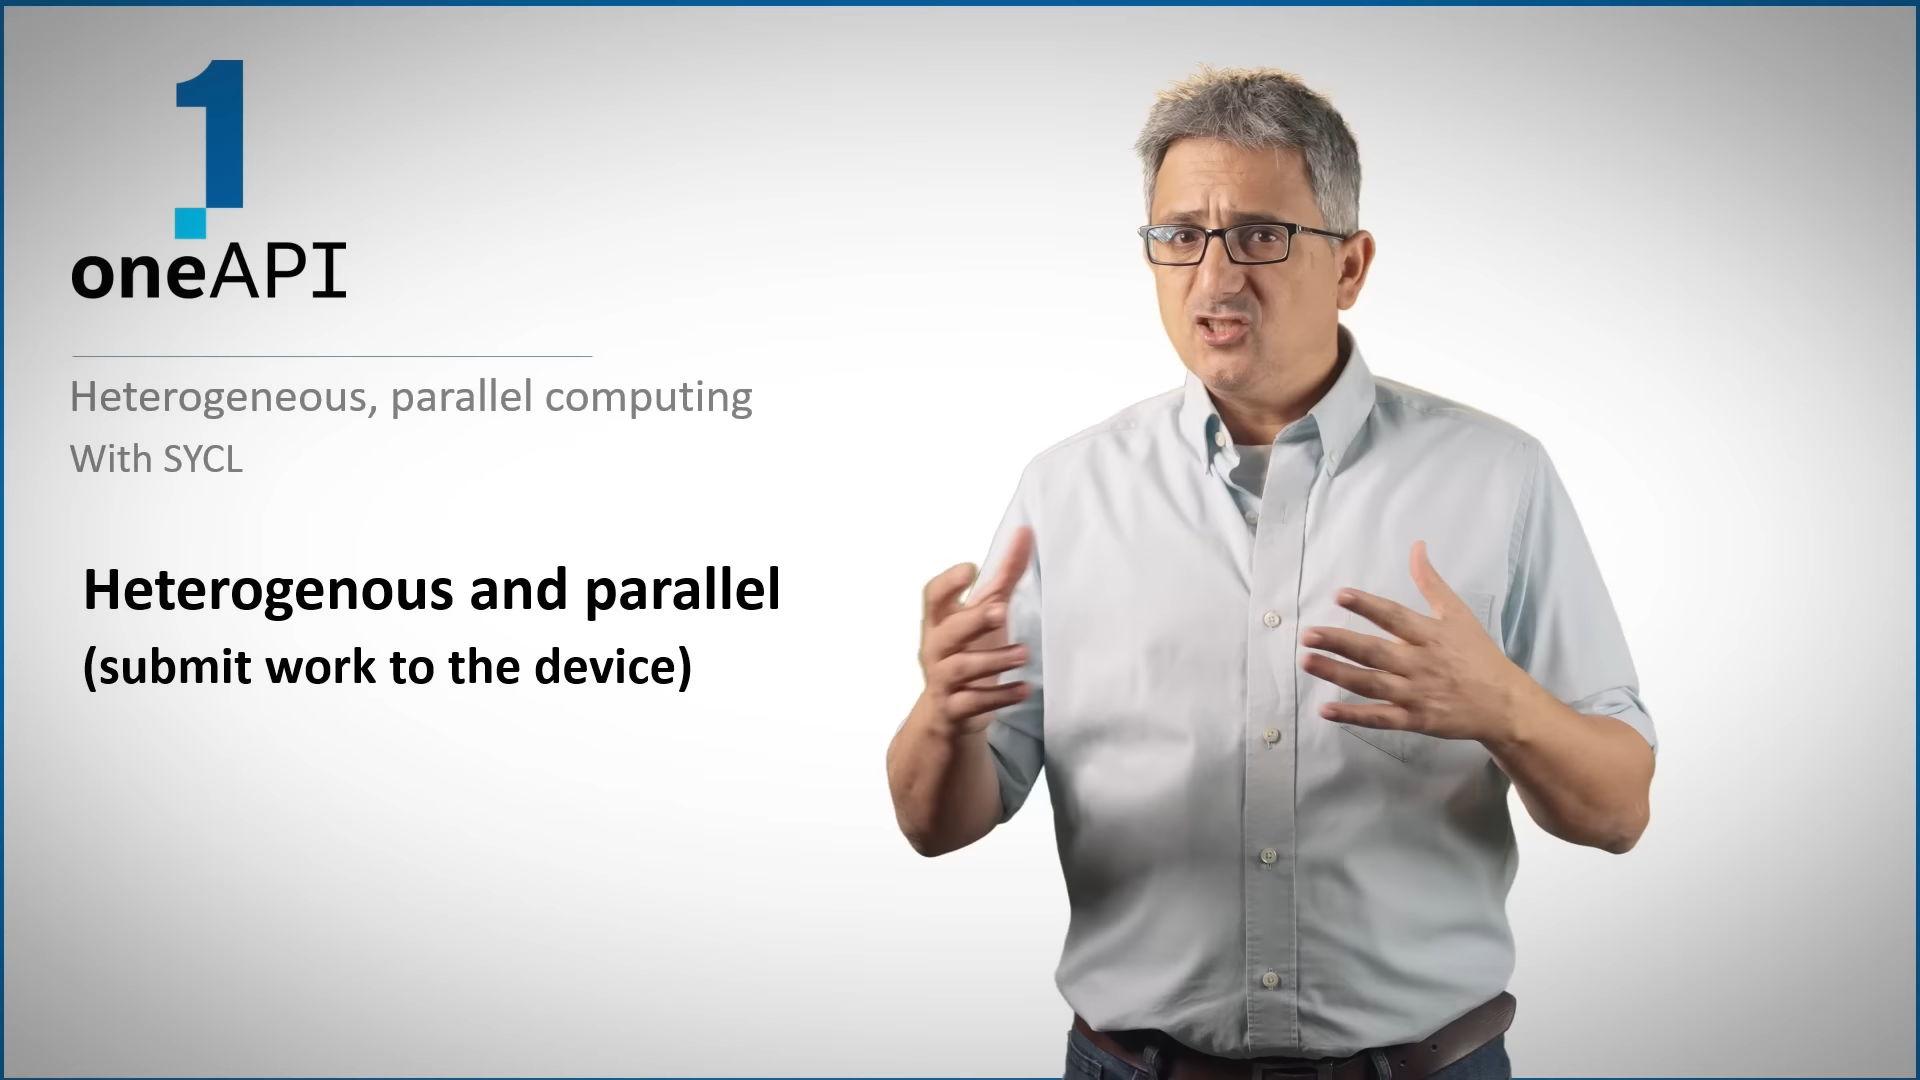 1
oneAPI
Heterogeneous, parallel computing
With SYCL
Heterogenous and parallel
(submit work to the device)